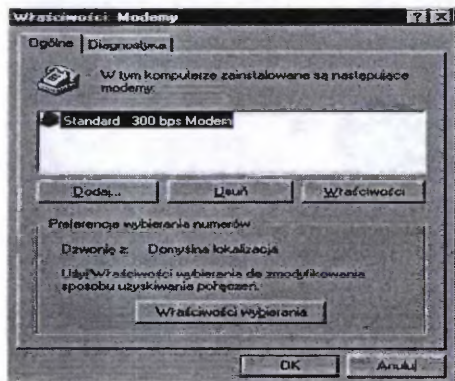 Właściwości: Modemy
Ogólne
Diagnostyka
W tym komputerze zainstalowane są następujące
modemy:
Standard 300 bps Modem
Dodaj...
Usuń
Właściwości
Preferencje wybierania numerów
Dzwonię z: Domyślna lokalizacja
Użyj Właściwości wybierania do zmodyfikowania
sposobu uzyskiwania połączeń.
Właściwości wybierania
OK
Anuluj